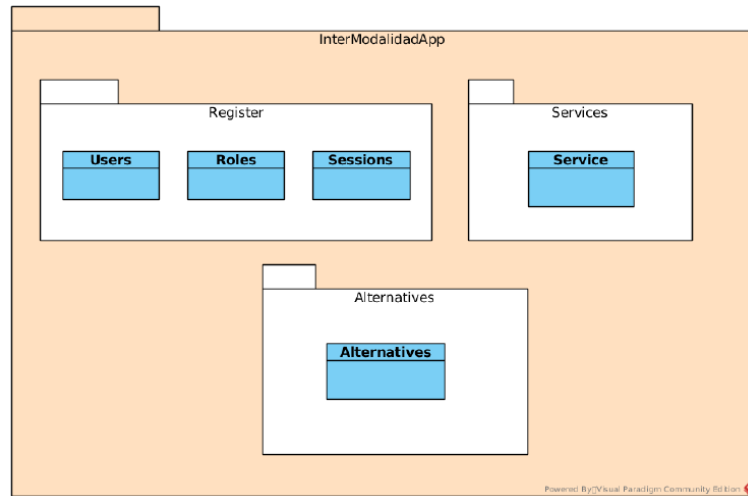 InterModalidadApp
Register
Services
Users
Roles
Sessions
Service
Alternatives
Alternatives
Powered By Visual Paradigm Community Edition